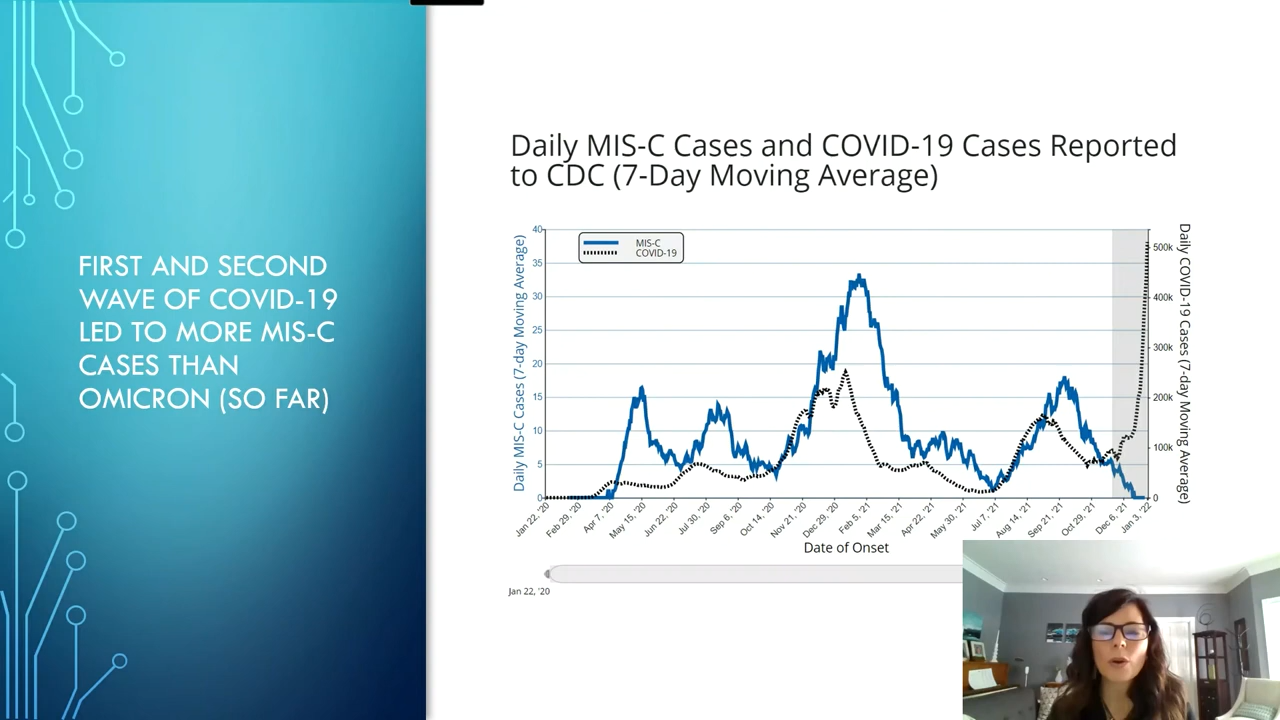 FIRST AND SECOND
WAVE OF COVID-19
LED TO MORE MIS-C
CASES THAN
OMICRON (SO FAR)
Daily MIS-C Cases and COVID-19 Cases Reported
to CDC (7-Day Moving Average)
Daily MIS-C Cases (7-day Moving Average)
40
35
30
25
20
15
10
5
0
MIS-C
COVID-19
500k
400k
300k
200k
100k
0
Daily COVID-19 Cases (7-day Moving Average)
Jan 22, '20
Feb 29, '20
Apr 7, '20
May 15, '20
Jun 22, '20
Jul 30, '20
Sep 6, '20
Oct 14, '20
Nov 21, '20
Dec 29, '20
Feb 5, '21
Mar 15, '21
Apr 22, '21
May 30, '21
Jul 7, '21
Aug 14, '21
Sep 21, '21
Oct 29, '21
Dec 6, '21
Jan 3, '22
Date of Onset
Jan 22, '20